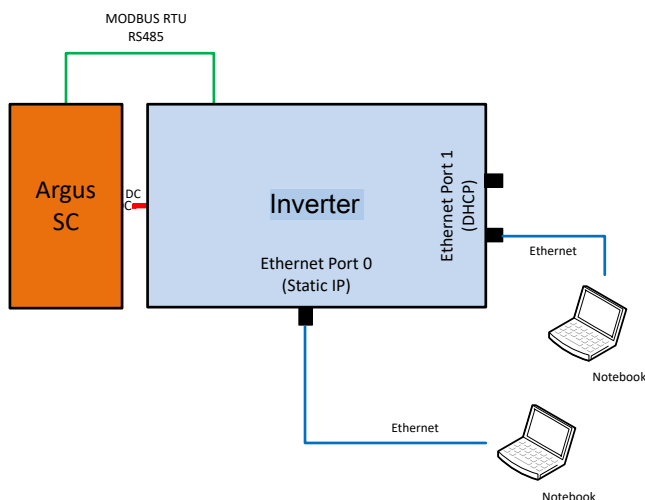 MODBUS RTU
RS485
Argus
SC
DC
C
Inverter
Ethernet Port 1
(DHCP)
Ethernet Port 0
(Static IP)
Ethernet
Notebook
Ethernet
Notebook